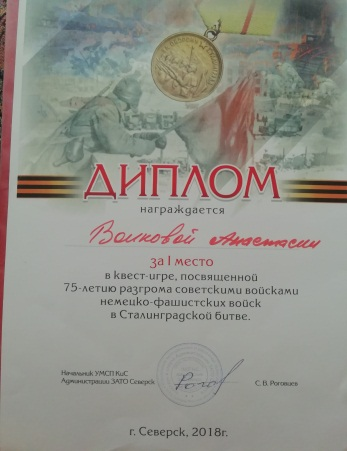 ДИПЛОМ
награждается
Волковой Анастасии
за I место
в квест-игре, посвященной
75-летию разгрома советскими войсками
немецко-фашистских войск
в Сталинградской битве.
Начальник УМСП КиС
Администрации ЗАТО Северск
С. В. Роговцев
г. Северск, 2018г.